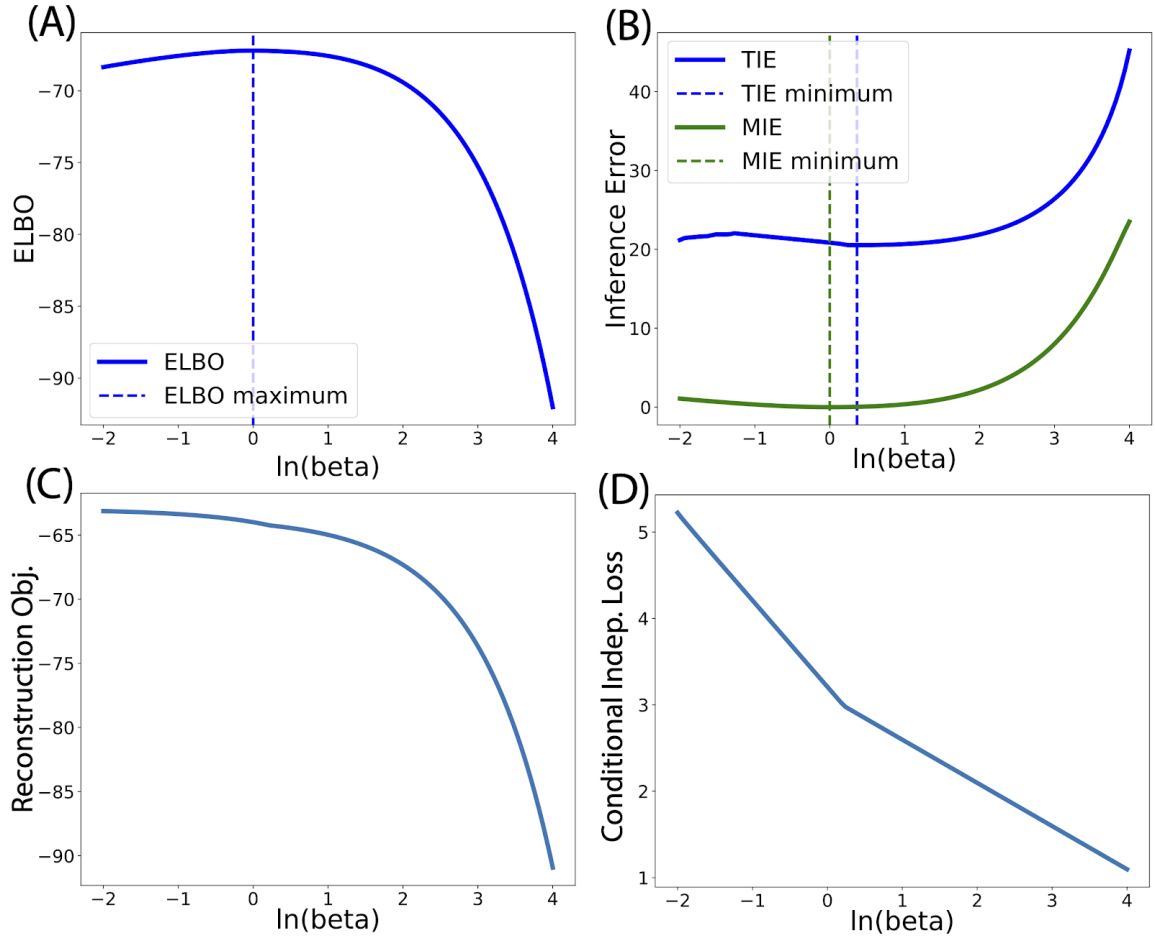 (A)
ELBO
−70
−75
−80
−85
−90
ELBO
ELBO maximum
−2 −1 0 1 2 3 4
ln(beta)
(B)
Inference Error
40
30
20
10
0
TIE
TIE minimum
MIE
MIE minimum
−2 −1 0 1 2 3 4
ln(beta)
(C)
Reconstruction Obj.
−65
−70
−75
−80
−85
−90
−2 −1 0 1 2 3 4
ln(beta)
(D)
Conditional Indep. Loss
5
4
3
2
1
−2 −1 0 1 2 3 4
ln(beta)